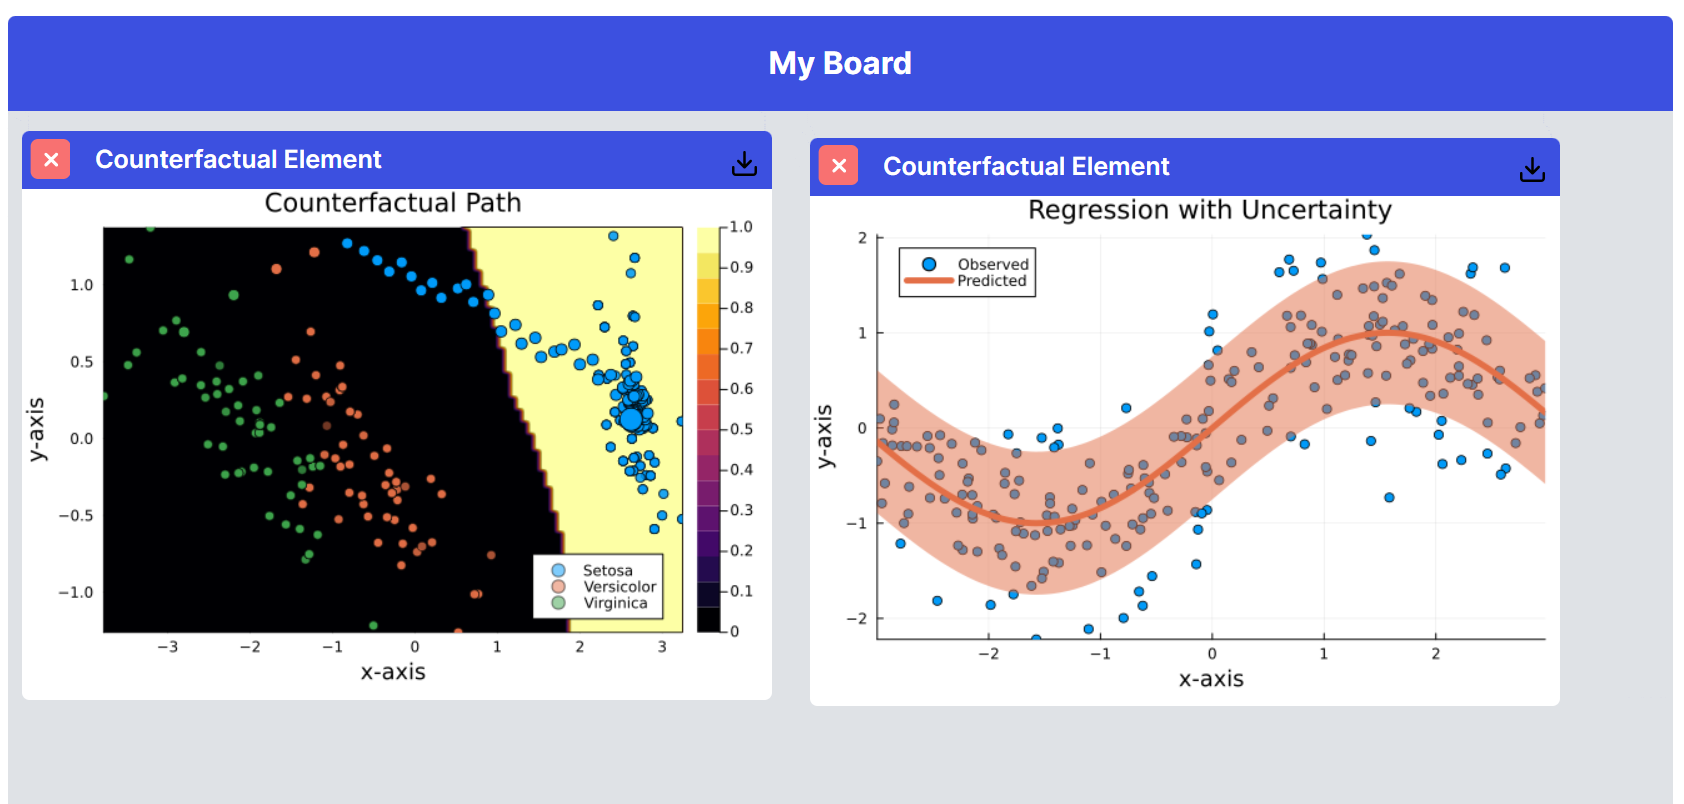 My Board
Counterfactual Element
Counterfactual Path
1.0
0.5
0.0
−0.5
−1.0
y-axis
−3
−2
−1
0
1
2
3
x-axis
Setosa
Versicolor
Virginica
1.0
0.9
0.8
0.7
0.6
0.5
0.4
0.3
0.2
0.1
0
Counterfactual Element
Regression with Uncertainty
Observed
Predicted
2
1
0
−1
−2
y-axis
−2
−1
0
1
2
x-axis